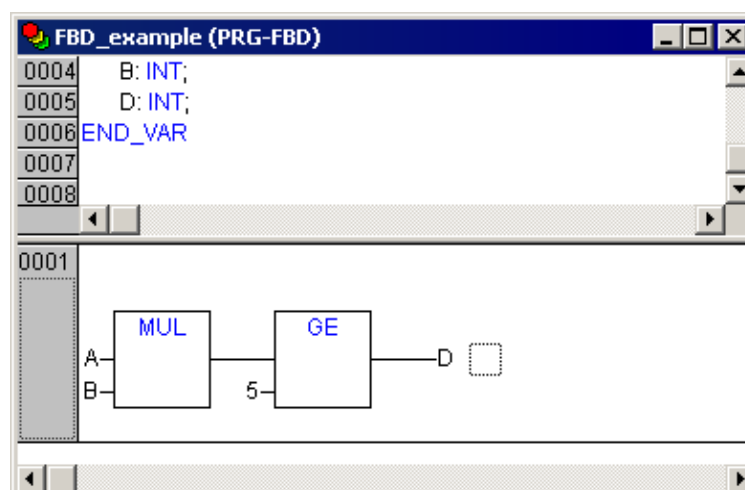 FBD_example (PRG-FBD)
0004 B: INT;
0005 D: INT;
0006 END_VAR
0007
0008
0001
MUL GE
A D
B 5